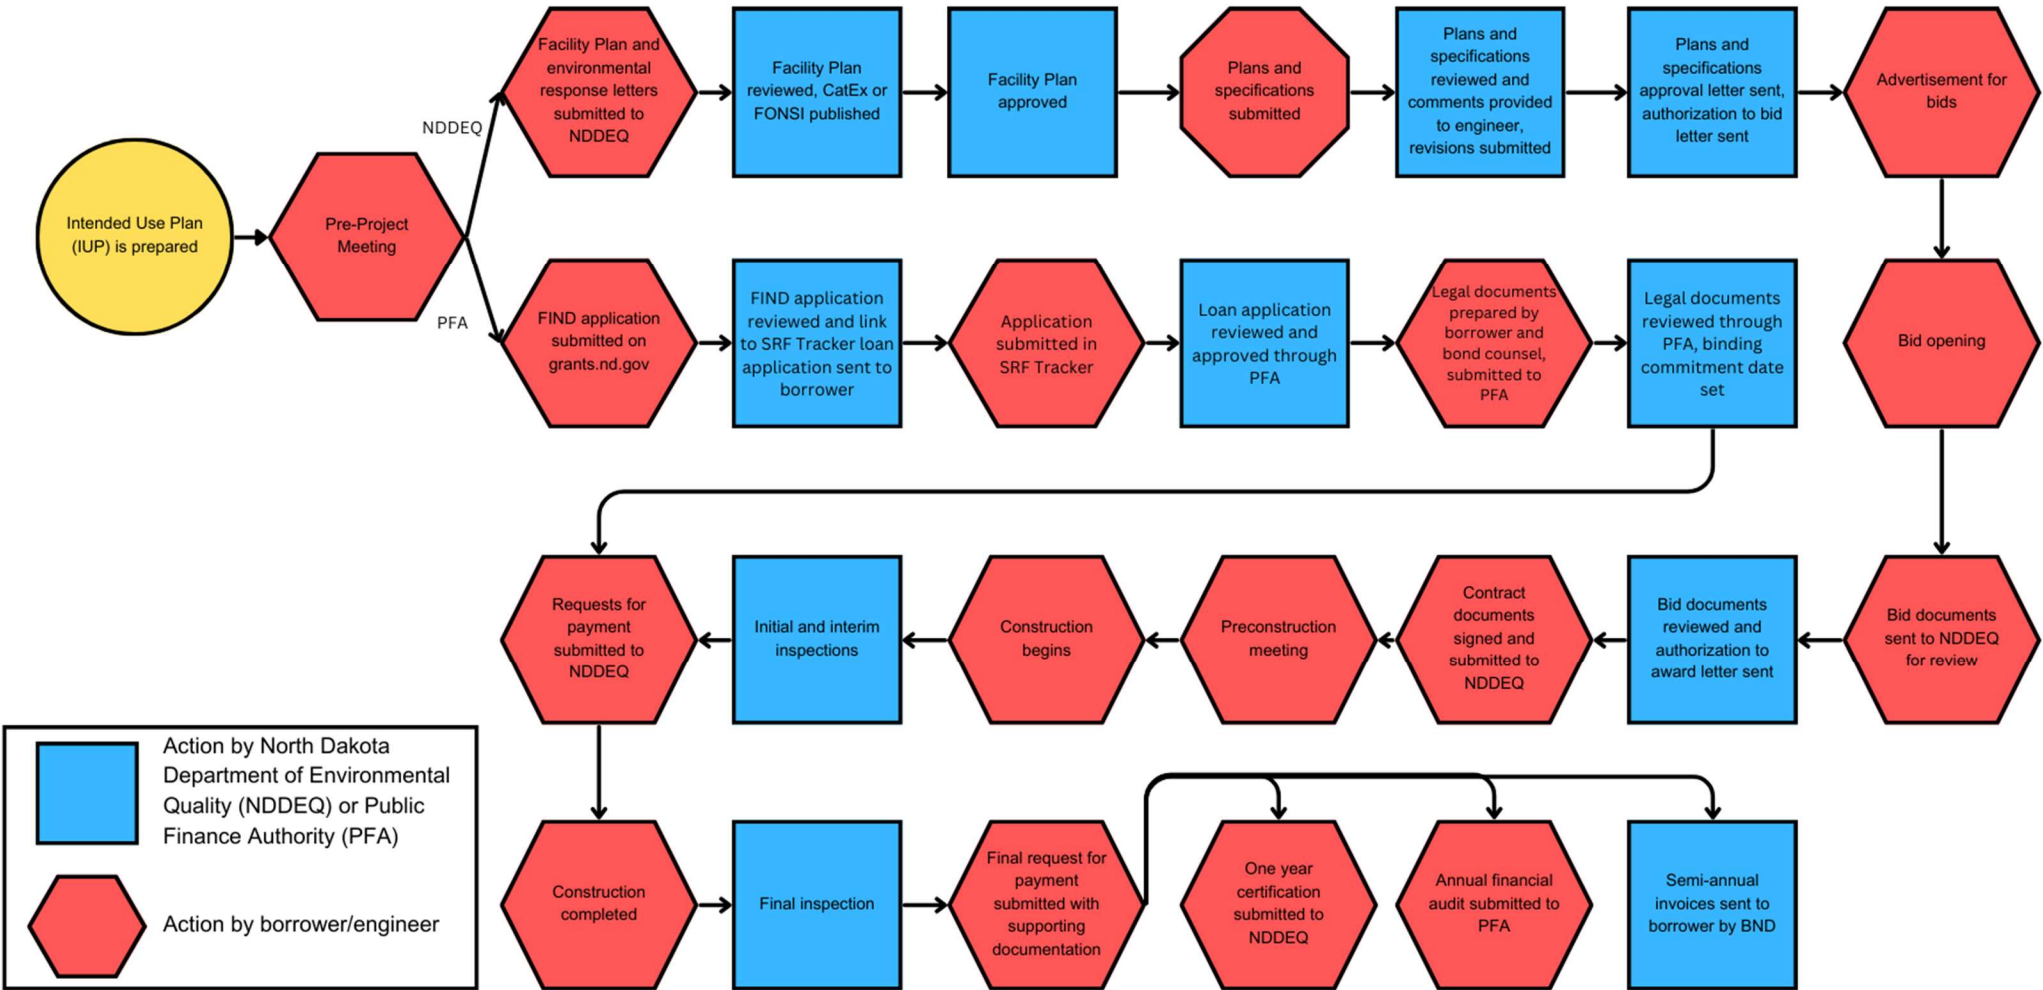 Intended Use Plan
(IUP) is prepared
Pre-Project
Meeting
NDDEQ
PFA
Facility Plan and
environmental
response letters
submitted to
NDDEQ
Facility Plan
reviewed, CatEx or
FONSI published
Facility Plan
approved
Plans and
specifications
submitted
Plans and
specifications
reviewed and
comments provided
to engineer,
revisions submitted
Plans and
specifications
approval letter sent,
authorization to bid
letter sent
Advertisement for
bids
FIND application
submitted on
grants.nd.gov
FIND application
reviewed and link
to SRF Tracker loan
application sent to
borrower
Application
submitted in
SRF Tracker
Loan application
reviewed and
approved through
PFA
Legal documents
prepared by
borrower and
bond counsel,
submitted to
PFA
Legal documents
reviewed through
PFA, binding
commitment date
set
Bid opening
Bid documents
sent to NDDEQ
for review
Bid documents
reviewed and
authorization to
award letter sent
Contract
documents
signed and
submitted to
NDDEQ
Preconstruction
meeting
Construction
begins
Initial and interim
inspections
Requests for
payment
submitted to
NDDEQ
Construction
completed
Final inspection
Final request for
payment
submitted with
supporting
documentation
One year
certification
submitted to
NDDEQ
Annual financial
audit submitted to
PFA
Semi-annual
invoices sent to
borrower by BND
Action by North Dakota
Department of Environmental
Quality (NDDEQ) or Public
Finance Authority (PFA)
Action by borrower/engineer